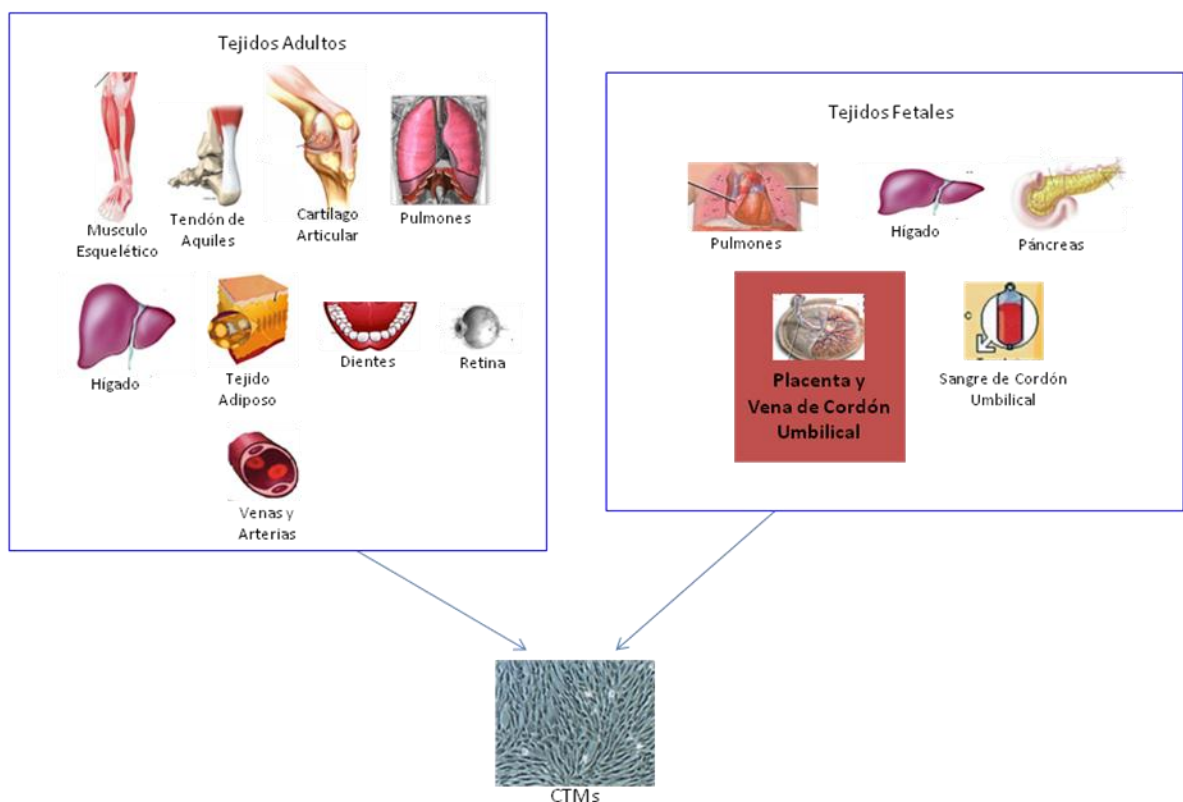 Tejidos Adultos
Musculo
Esquelético
Tendón de
Aquiles
Cartílago
Articular
Pulmones
Hígado
Tejido
Adiposo
Dientes
Retina
Venas y
Arterias
Tejidos Fetales
Pulmones
Hígado
Páncreas
Placenta y
Vena de Cordón
Umbilical
C
Sangre de Cordón
Umbilical
CTMs